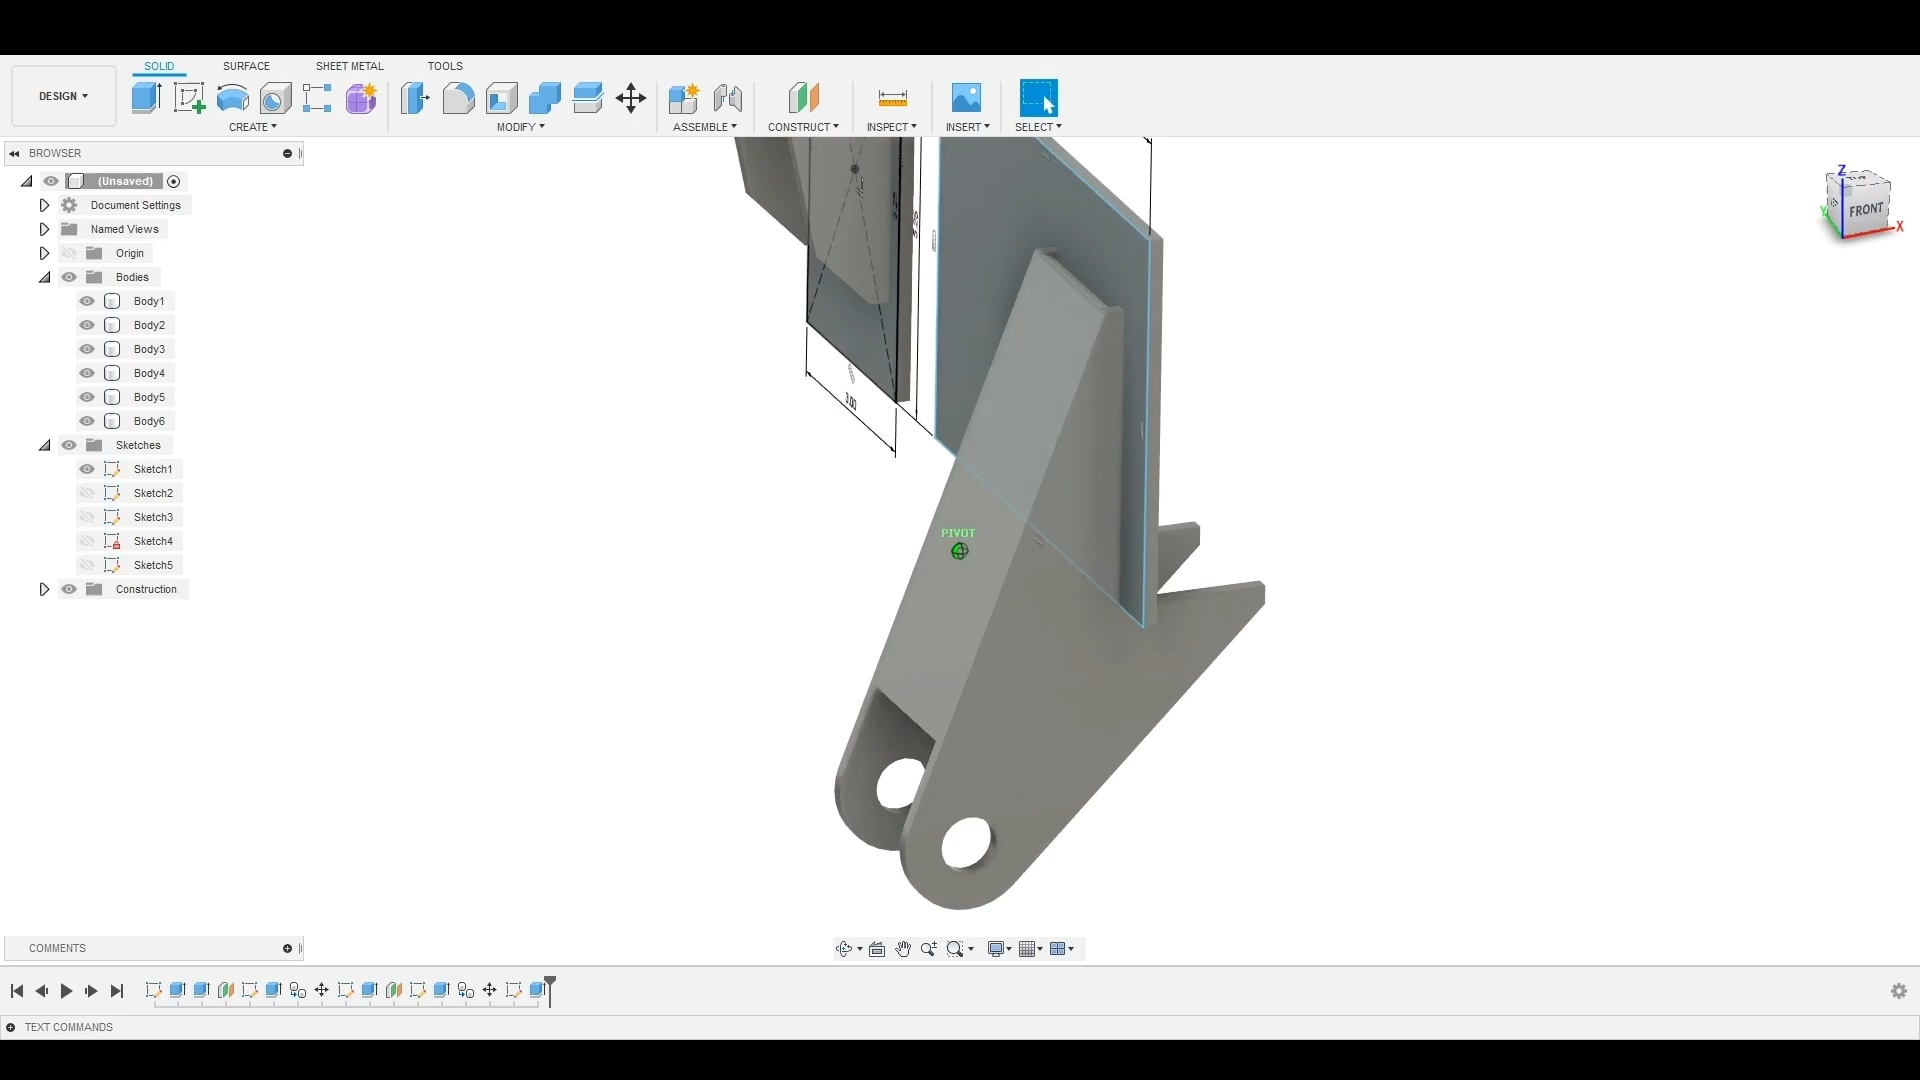 SOLID SURFACE SHEET METAL TOOLS
DESIGN
CREATE MODIFY ASSEMBLE CONSTRUCT INSPECT INSERT SELECT
BROWSER
(Unsaved)
Document Settings
Named Views
Origin
Bodies
Body1
Body2
Body3
Body4
Body5
Body6
Sketches
Sketch1
Sketch2
Sketch3
Sketch4
Sketch5
Construction
3.00
PIVOT
Z
FRONT
X
Y
COMMENTS
TEXT COMMANDS